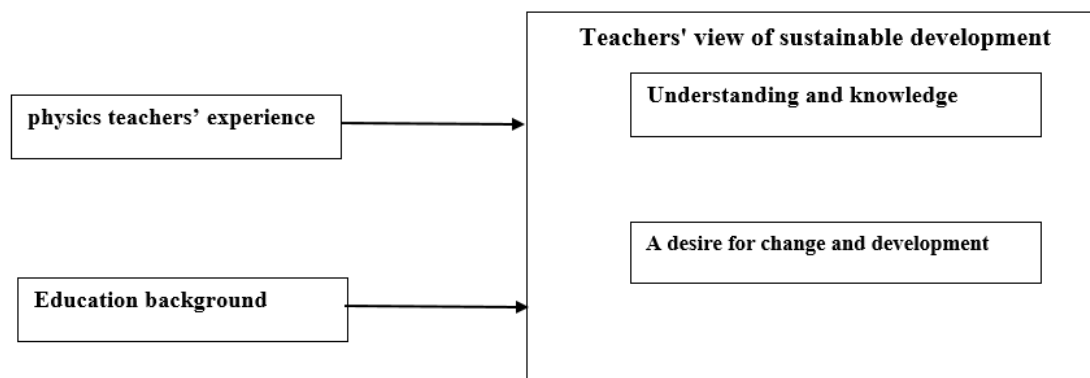 Teachers' view of sustainable development
Understanding and knowledge
physics teachers’ experience
A desire for change and development
Education background